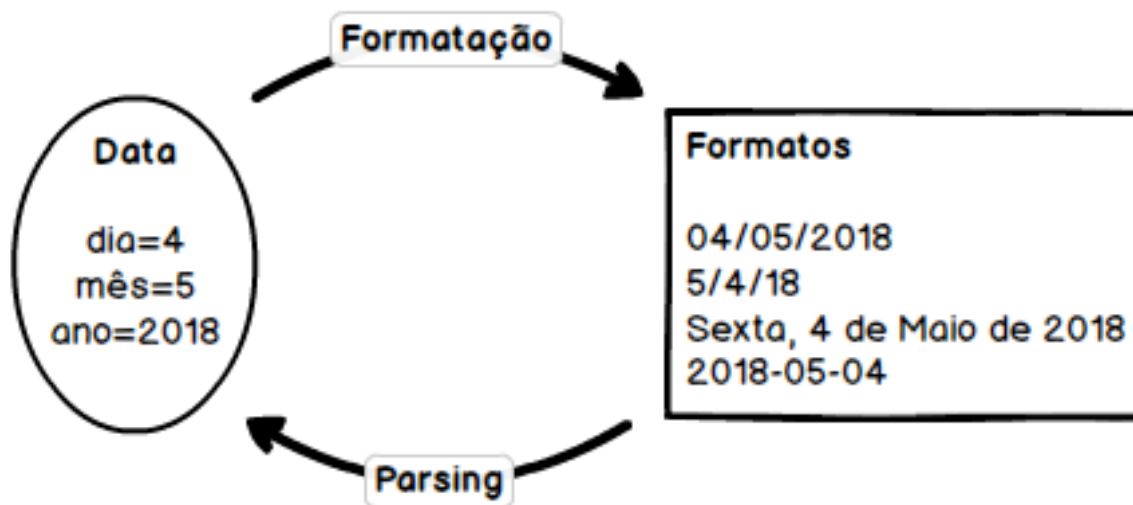 Formatação
Data
dia=4
mês=5
ano=2018
Formatos
04/05/2018
5/4/18
Sexta, 4 de Maio de 2018
2018-05-04
Parsing